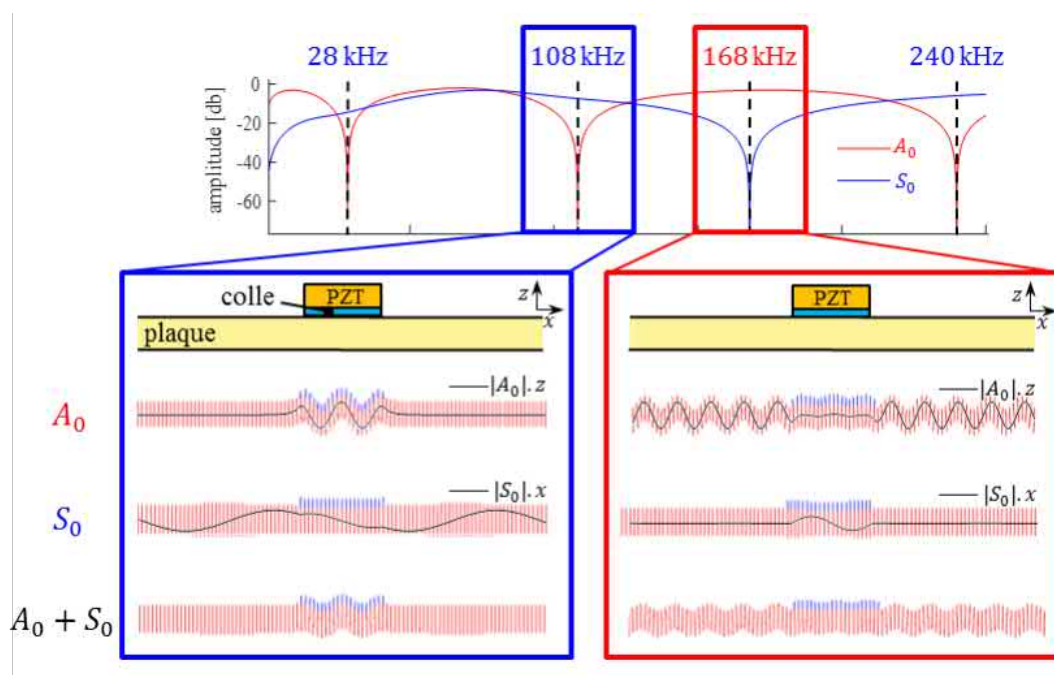 28 kHz 108 kHz 168 kHz 240 kHz
0
-20
-40
-60
amplitude [db]
A₀
S₀
colle PZT z x
plaque
PZT z x
A₀ |A₀|.z |A₀|.z
S₀ |S₀|.x |S₀|.x
A₀ + S₀